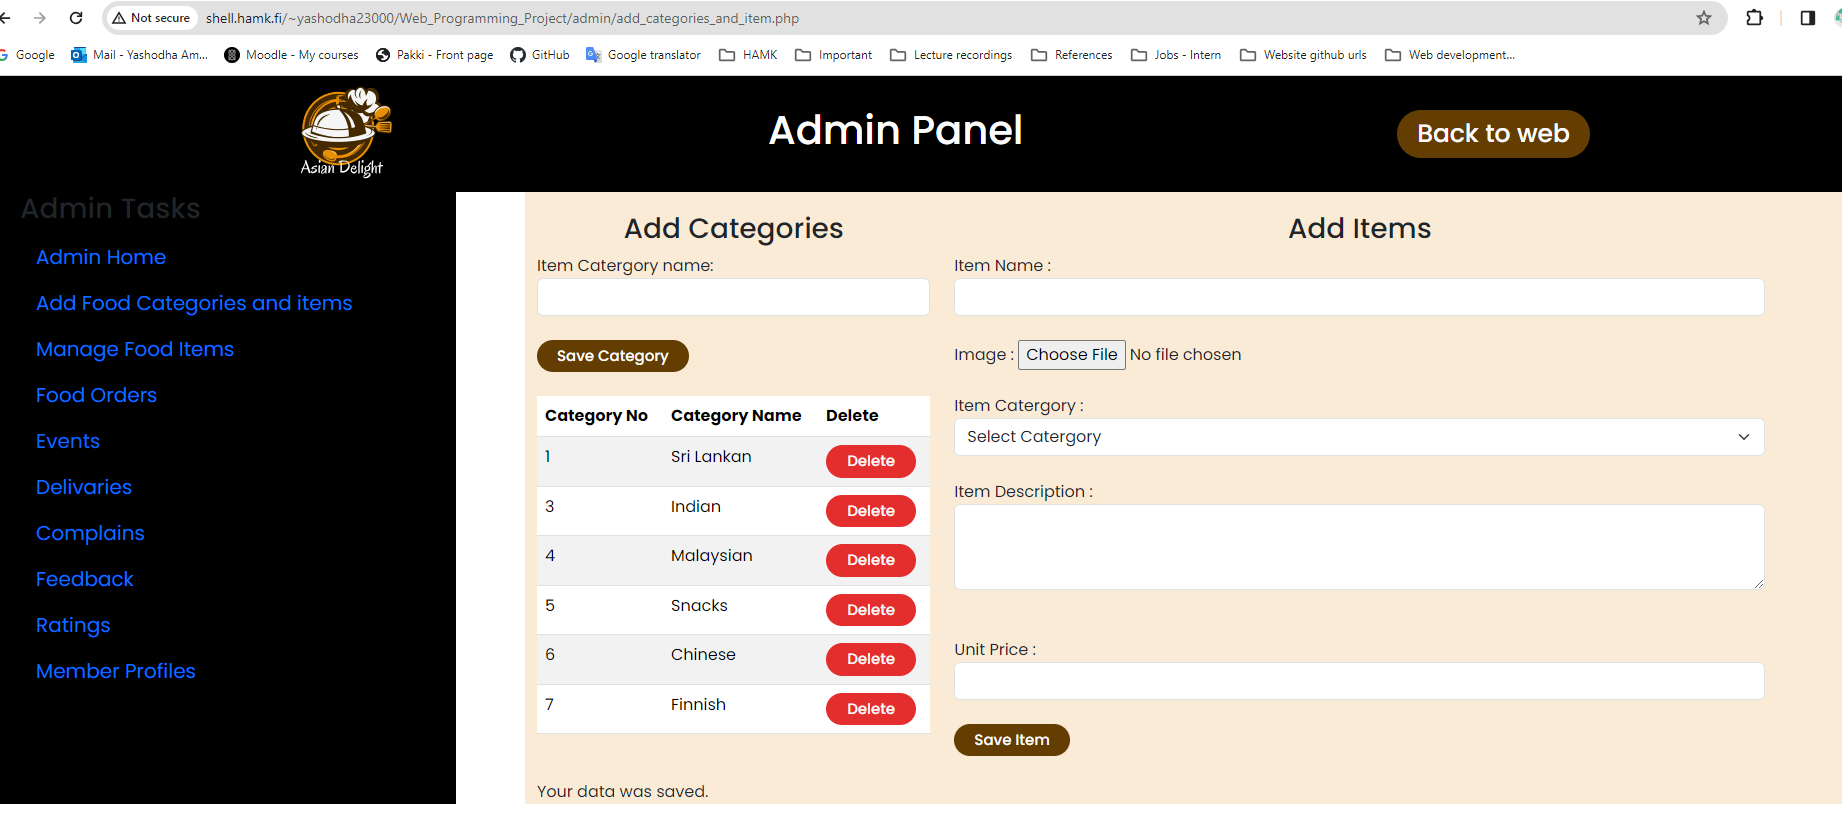 Not secure shell.hamk.fi/~yashodha23000/Web_Programming_Project/admin/add_categories_and_item.php
Google Mail - Yashodha Am... Moodle - My courses Pakki - Front page GitHub Google translator HAMK Important Lecture recordings References Jobs - Intern Website github urls Web development...
Asian Delight
Admin Panel
Back to web
Admin Tasks
Admin Home
Add Food Categories and items
Manage Food Items
Food Orders
Events
Delivaries
Complains
Feedback
Ratings
Member Profiles
Add Categories
Item Catergory name:
Save Category
Category No Category Name Delete
1 Sri Lankan Delete
3 Indian Delete
4 Malaysian Delete
5 Snacks Delete
6 Chinese Delete
7 Finnish Delete
Your data was saved.
Add Items
Item Name :
Image : Choose File No file chosen
Item Catergory :
Select Catergory
Item Description :
Unit Price :
Save Item